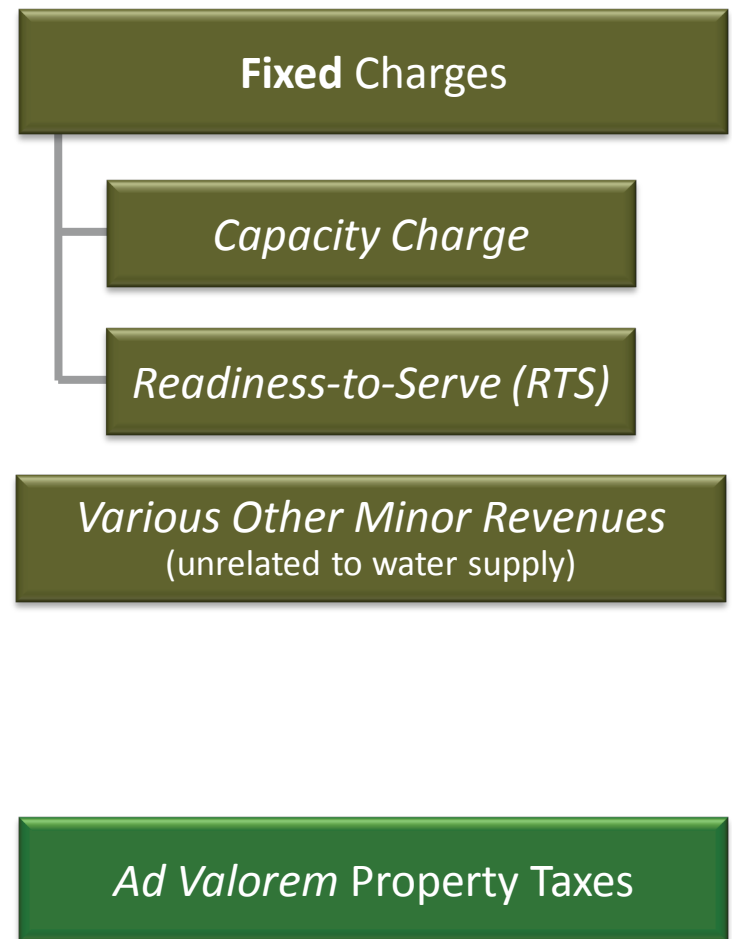 Fixed Charges
Capacity Charge
Readiness-to-Serve (RTS)
Various Other Minor Revenues
(unrelated to water supply)
Ad Valorem Property Taxes